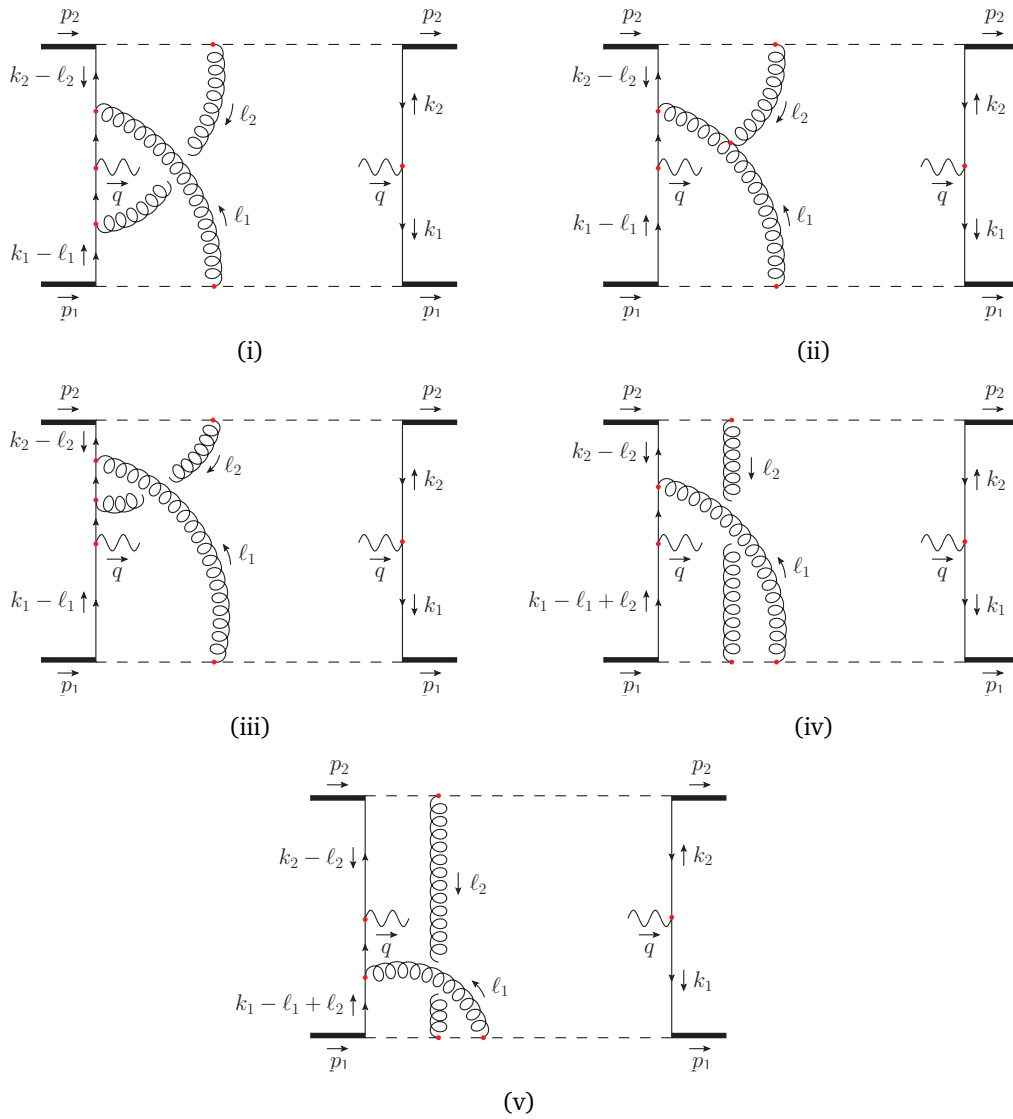 p₂ p₂ p₂ p₂
k₂ − ℓ₂ k₂ − ℓ₂
ℓ₂ k₂ ℓ₂ k₂
q q q q
ℓ₁ ℓ₁
k₁ − ℓ₁ k₁ k₁ − ℓ₁ k₁
p₁ p₁ p₁ p₁
(i) (ii)
p₂ p₂ p₂ p₂
k₂ − ℓ₂ k₂ − ℓ₂
ℓ₂ k₂ ℓ₂ k₂
q q q q
ℓ₁ ℓ₁
k₁ − ℓ₁ k₁ k₁ − ℓ₁ + ℓ₂ k₁
p₁ p₁ p₁ p₁
(iii) (iv)
p₂ p₂
k₂ − ℓ₂ ℓ₂ k₂
q q
ℓ₁
k₁ − ℓ₁ + ℓ₂ k₁
p₁ p₁
(v)